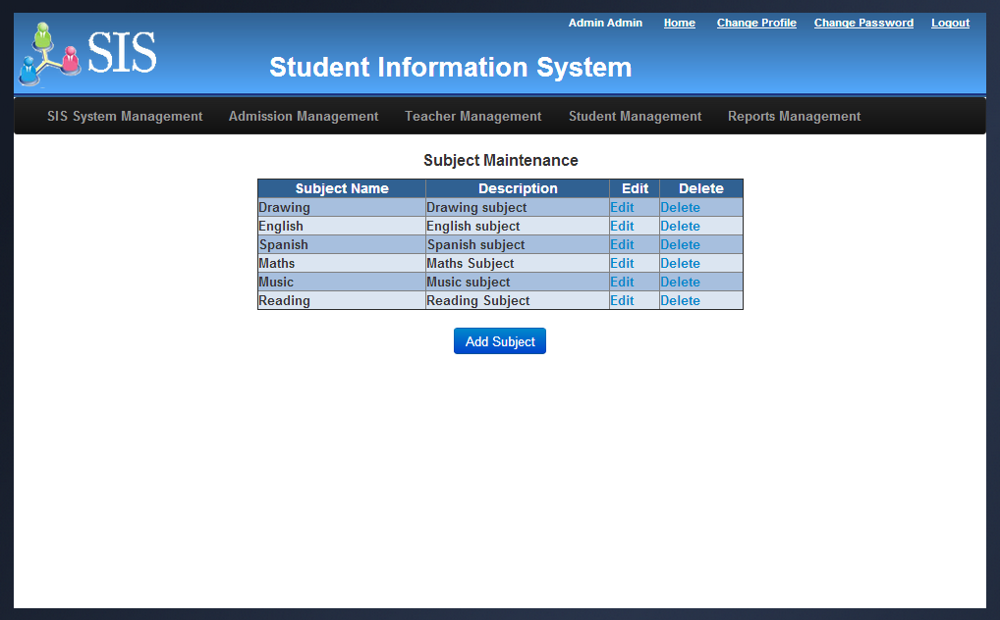 Admin Admin Home Change Profile Change Password Logout
SIS
Student Information System
SIS System Management Admission Management Teacher Management Student Management Reports Management
Subject Maintenance
Subject Name Description Edit Delete
Drawing Drawing subject Edit Delete
English English subject Edit Delete
Spanish Spanish subject Edit Delete
Maths Maths Subject Edit Delete
Music Music subject Edit Delete
Reading Reading Subject Edit Delete
Add Subject